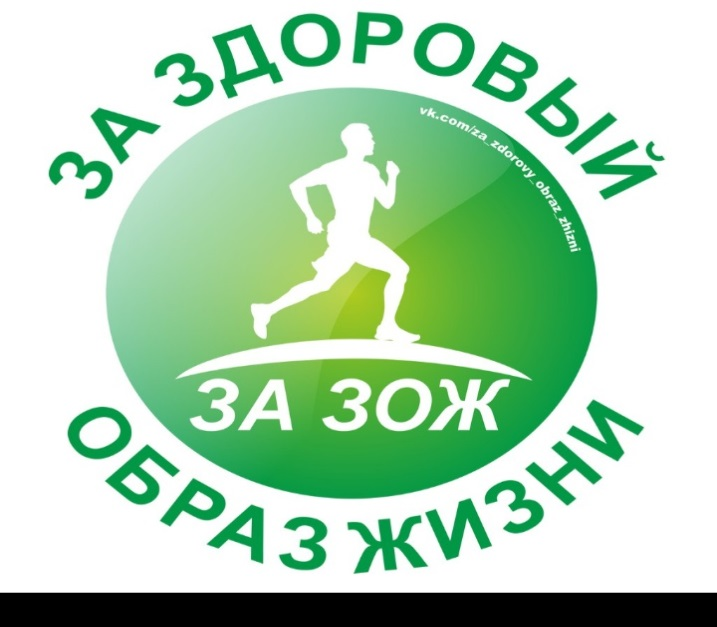 ЗА ЗДОРОВЫЙ
vk.com/za_zdorovy_obraz_zhizni
ЗА ЗОЖ
ОБРАЗ ЖИЗНИ